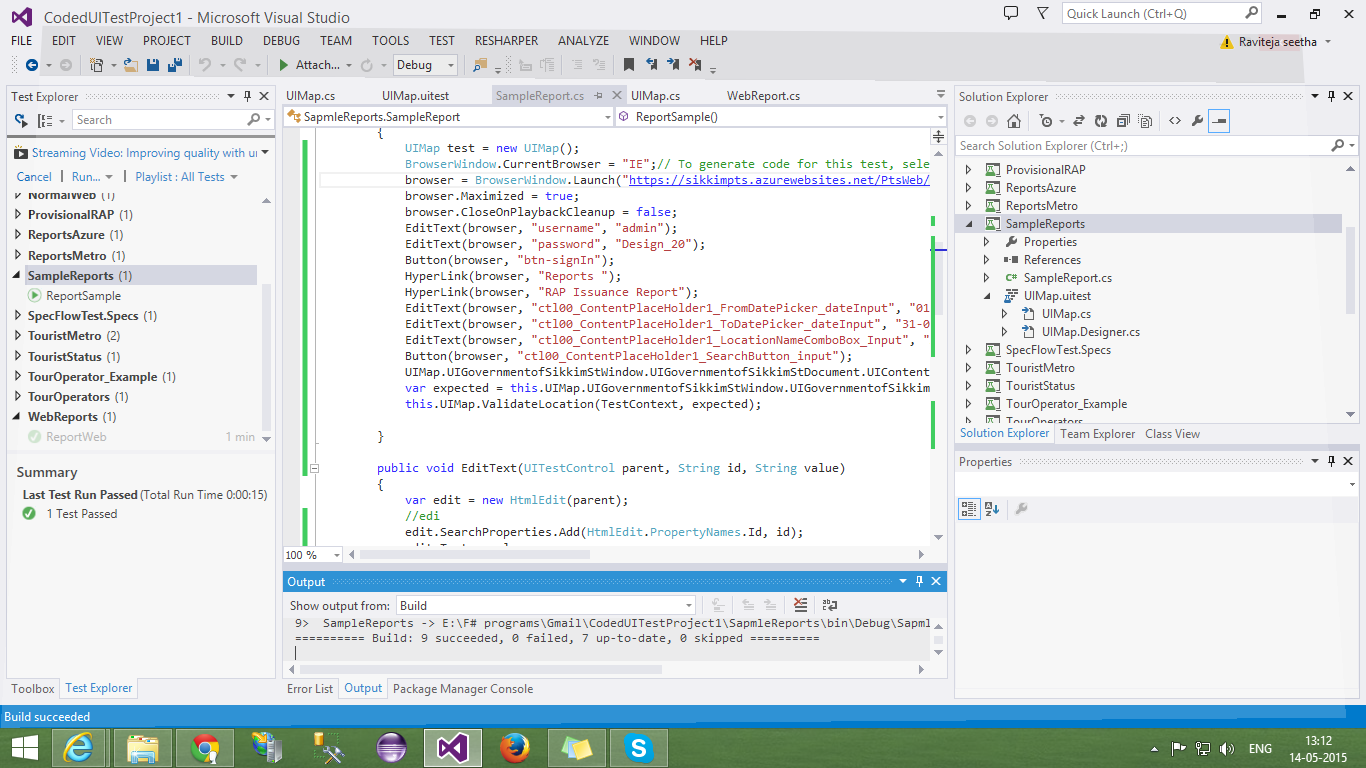 CodedUITestProject1 - Microsoft Visual Studio
Quick Launch (Ctrl+Q)
FILE EDIT VIEW PROJECT BUILD DEBUG TEAM TOOLS TEST RESHARPER ANALYZE WINDOW HELP
Raviteja seetha
Attach... Debug
Test Explorer
Search
Streaming Video: Improving quality with u
Cancel Run... Playlist : All Tests
NormalWeb (1)
ProvisionalRAP (1)
ReportsAzure (1)
ReportsMetro (1)
SampleReports (1)
ReportSample
SpecFlowTest.Specs (1)
TouristMetro (2)
TouristStatus (1)
TourOperator_Example (1)
TourOperators (1)
WebReports (1)
ReportWeb 1 min
Summary
Last Test Run Passed (Total Run Time 0:00:15)
1 Test Passed
Toolbox Test Explorer
UIMap.cs UIMap.uitest SampleReport.cs UIMap.cs WebReport.cs
SapmleReports.SampleReport ReportSample()
{
UIMap test = new UIMap();
BrowserWindow.CurrentBrowser = "IE";// To generate code for this test, sele
browser = BrowserWindow.Launch("https://sikkimpts.azurewebsites.net/PtsWeb/
browser.Maximized = true;
browser.CloseOnPlaybackCleanup = false;
EditText(browser, "username", "admin");
EditText(browser, "password", "Design_20");
Button(browser, "btn-signIn");
HyperLink(browser, "Reports ");
HyperLink(browser, "RAP Issuance Report");
EditText(browser, "ctl00_ContentPlaceHolder1_FromDatePicker_dateInput", "01
EditText(browser, "ctl00_ContentPlaceHolder1_ToDatePicker_dateInput", "31-0
EditText(browser, "ctl00_ContentPlaceHolder1_LocationNameComboBox_Input", "
Button(browser, "ctl00_ContentPlaceHolder1_SearchButton_input");
UIMap.UIGovernmentofSikkimStWindow.UIGovernmentofSikkimStDocument.UIContent
var expected = this.UIMap.UIGovernmentofSikkimStWindow.UIGovernmentofSikkim
this.UIMap.ValidateLocation(TestContext, expected);
}
public void EditText(UITestControl parent, String id, String value)
{
var edit = new HtmlEdit(parent);
//edi
edit.SearchProperties.Add(HtmlEdit.PropertyNames.Id, id);
100 %
Output
Show output from: Build
9> SampleReports -> E:\F# programs\Gmail\CodedUITestProject1\SapmleReports\bin\Debug\Sapml
========== Build: 9 succeeded, 0 failed, 7 up-to-date, 0 skipped ==========
Error List Output Package Manager Console
Solution Explorer
Search Solution Explorer (Ctrl+;)
ProvisionalRAP
ReportsAzure
ReportsMetro
SampleReports
Properties
References
SampleReport.cs
UIMap.uitest
UIMap.cs
UIMap.Designer.cs
SpecFlowTest.Specs
TouristMetro
TouristStatus
TourOperator_Example
TourOperators
Solution Explorer Team Explorer Class View
Properties
Build succeeded
ENG
13:12
14-05-2015